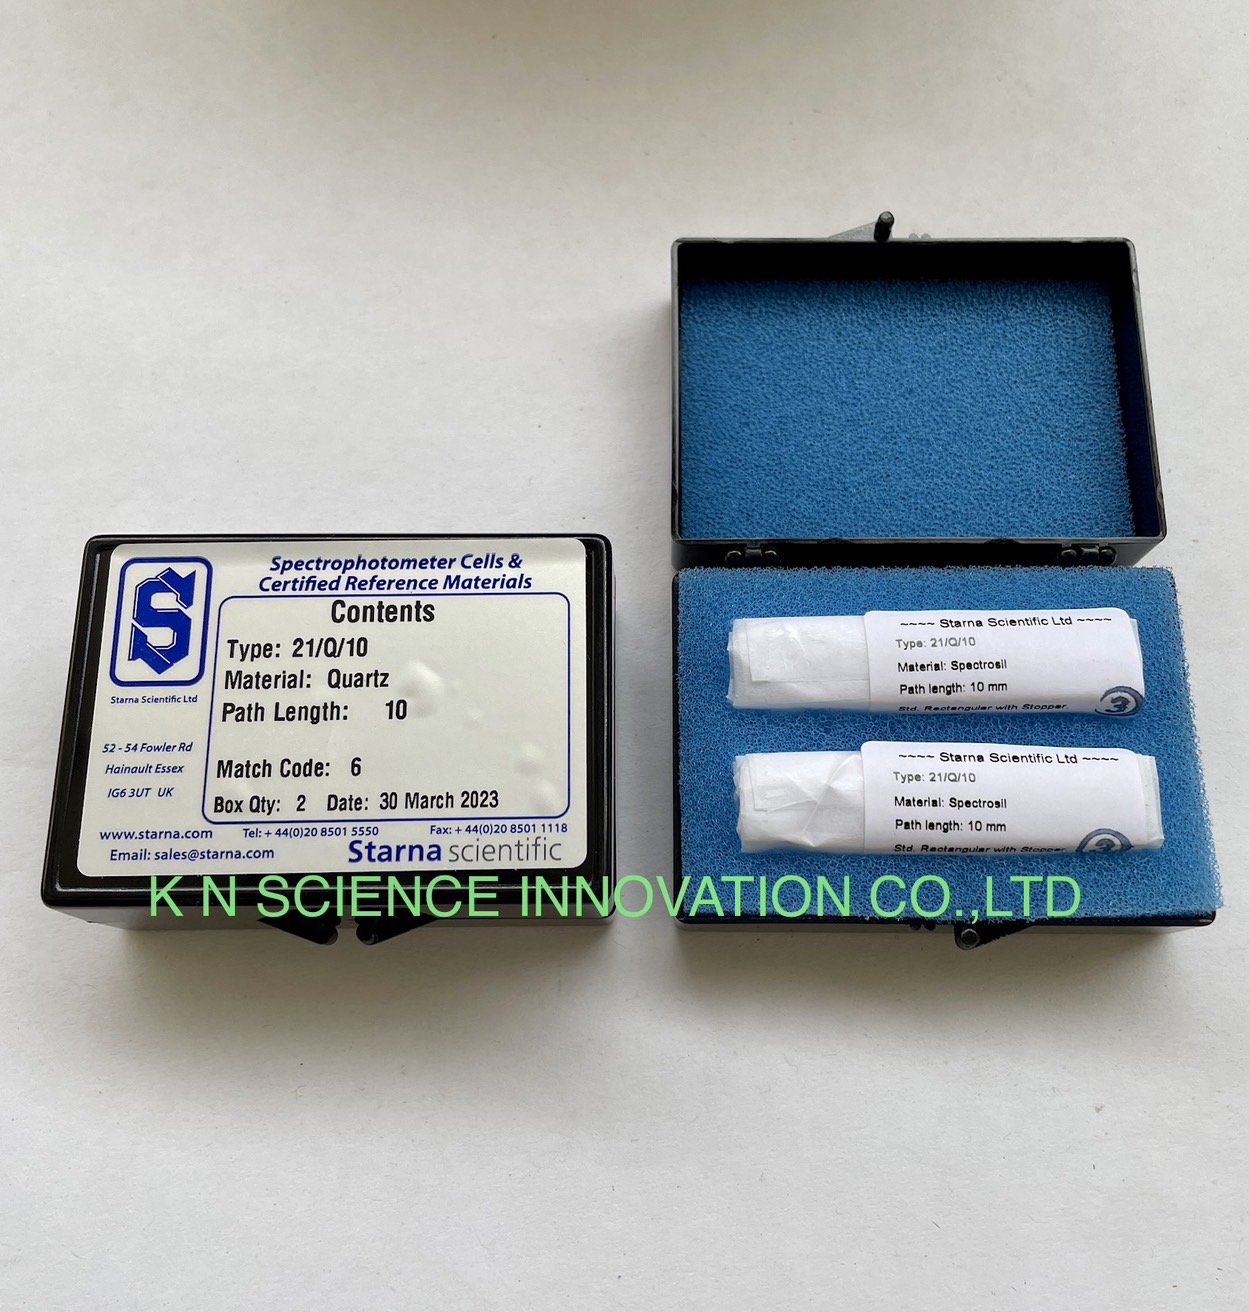 Spectrophotometer Cells &
Certified Reference Materials
S
Starna Scientific Ltd
52 - 54 Fowler Rd
Hainault Essex
IG6 3UT UK
Contents
Type: 21/Q/10
Material: Quartz
Path Length: 10
Match Code: 6
Box Qty: 2 Date: 30 March 2023
www.starna.com Tel: + 44(0)20 8501 5550 Fax: + 44(0)20 8501 1118
Email: sales@starna.com Starna scientific
~~~~ Starna Scientific Ltd ~~~~
Type: 21/Q/10
Material: Spectrosil
Path length: 10 mm
Std. Rectangular with Stopper.
3
~~~~ Starna Scientific Ltd ~~~~
Type: 21/Q/10
Material: Spectrosil
Path length: 10 mm
Std. Rectangular with Stopper.
K N SCIENCE INNOVATION CO.,LTD